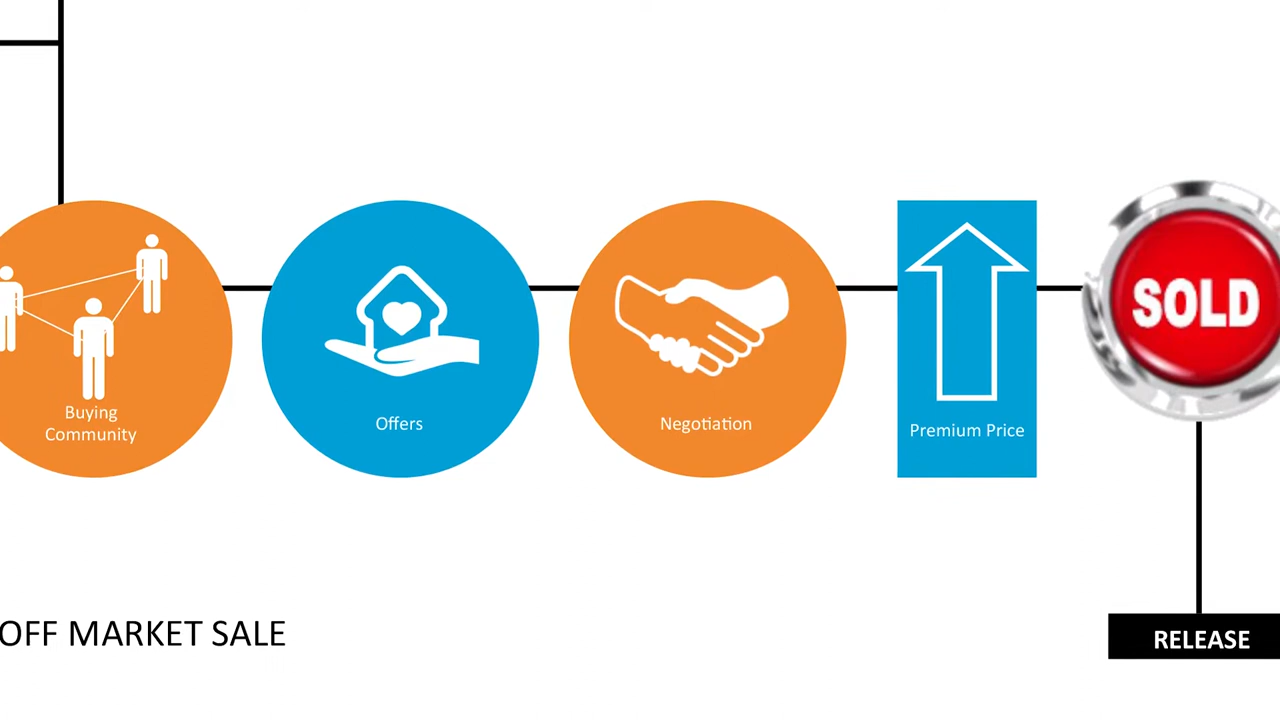 Buying
Community
Offers
Negotiation
Premium Price
SOLD
OFF MARKET SALE
RELEASE